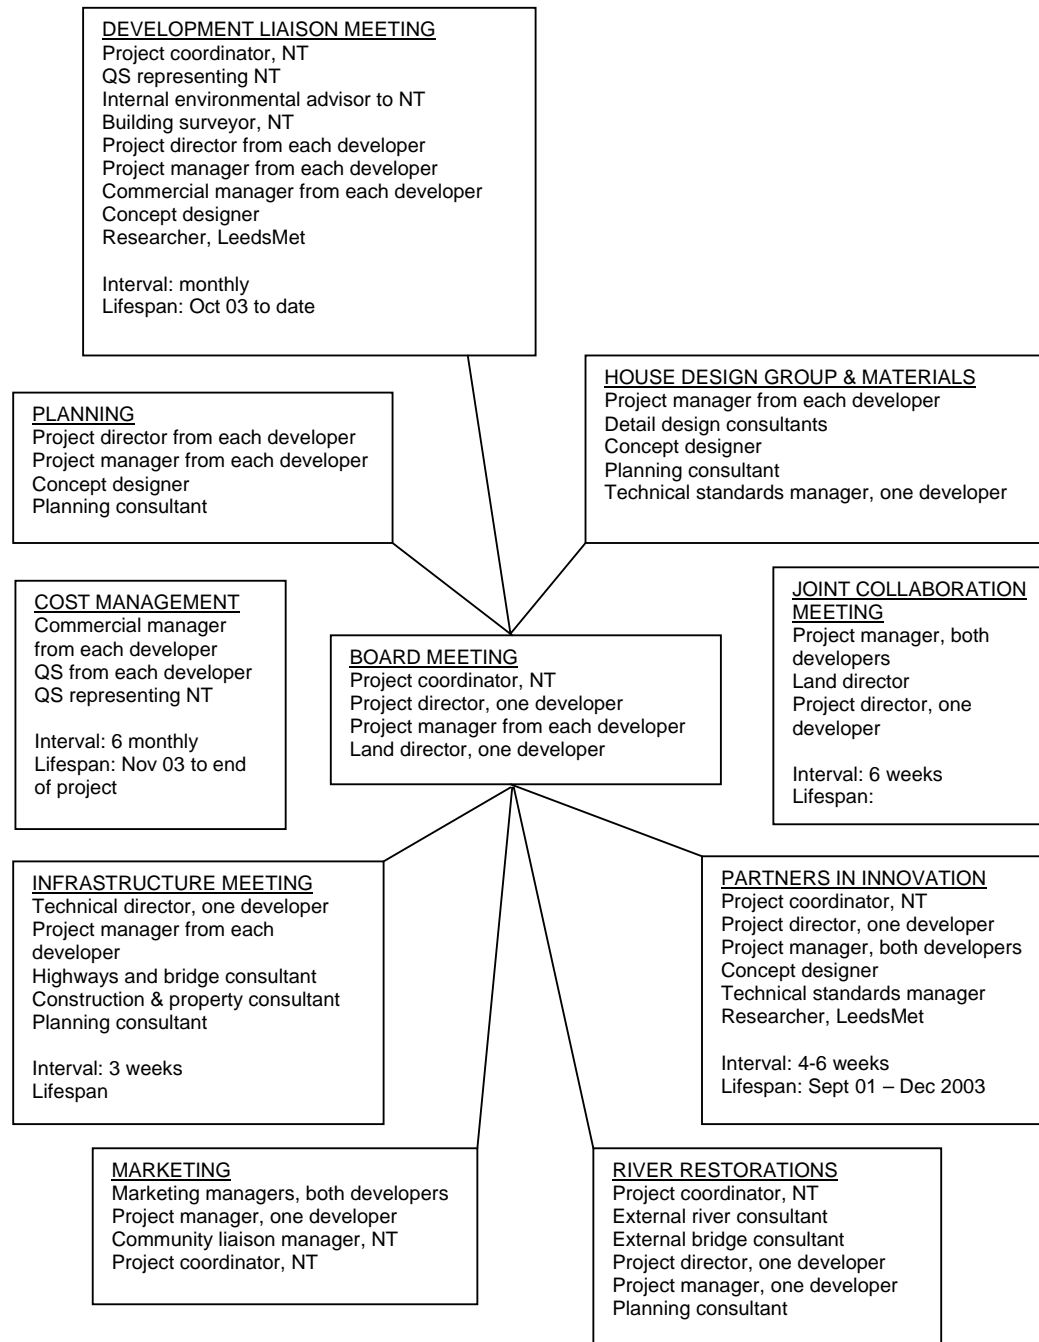 DEVELOPMENT LIAISON MEETING
Project coordinator, NT
QS representing NT
Internal environmental advisor to NT
Building surveyor, NT
Project director from each developer
Project manager from each developer
Commercial manager from each developer
Concept designer
Researcher, LeedsMet
Interval: monthly
Lifespan: Oct 03 to date
HOUSE DESIGN GROUP & MATERIALS
Project manager from each developer
Detail design consultants
Concept designer
Planning consultant
Technical standards manager, one developer
PLANNING
Project director from each developer
Project manager from each developer
Concept designer
Planning consultant
COST MANAGEMENT
Commercial manager
from each developer
QS from each developer
QS representing NT
Interval: 6 monthly
Lifespan: Nov 03 to end
of project
BOARD MEETING
Project coordinator, NT
Project director, one developer
Project manager from each developer
Land director, one developer
JOINT COLLABORATION
MEETING
Project manager, both
developers
Land director
Project director, one
developer
Interval: 6 weeks
Lifespan:
INFRASTRUCTURE MEETING
Technical director, one developer
Project manager from each
developer
Highways and bridge consultant
Construction & property consultant
Planning consultant
Interval: 3 weeks
Lifespan
PARTNERS IN INNOVATION
Project coordinator, NT
Project director, one developer
Project manager, both developers
Concept designer
Technical standards manager
Researcher, LeedsMet
Interval: 4-6 weeks
Lifespan: Sept 01 – Dec 2003
MARKETING
Marketing managers, both developers
Project manager, one developer
Community liaison manager, NT
Project coordinator, NT
RIVER RESTORATIONS
Project coordinator, NT
External river consultant
External bridge consultant
Project director, one developer
Project manager, one developer
Planning consultant